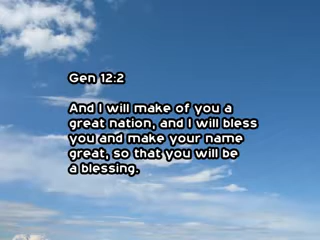 Gen 12:2
And I will make of you a
great nation, and I will bless
you and make your name
great, so that you will be
a blessing.